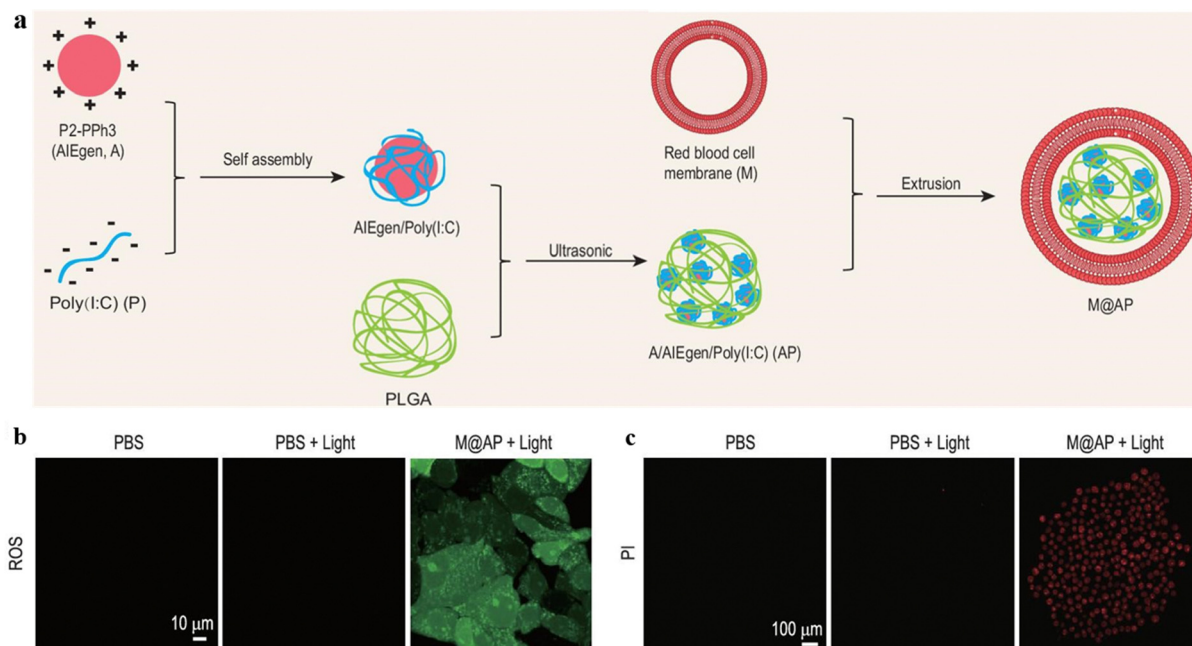 a
P2-PPh3
(AIEgen, A)
Poly(I:C) (P)
Self assembly
AIEgen/Poly(I:C)
PLGA
Ultrasonic
Red blood cell
membrane (M)
A/AIEgen/Poly(I:C) (AP)
Extrusion
M@AP
b
PBS
PBS + Light
M@AP + Light
ROS
10 μm
c
PBS
PBS + Light
M@AP + Light
PI
100 μm